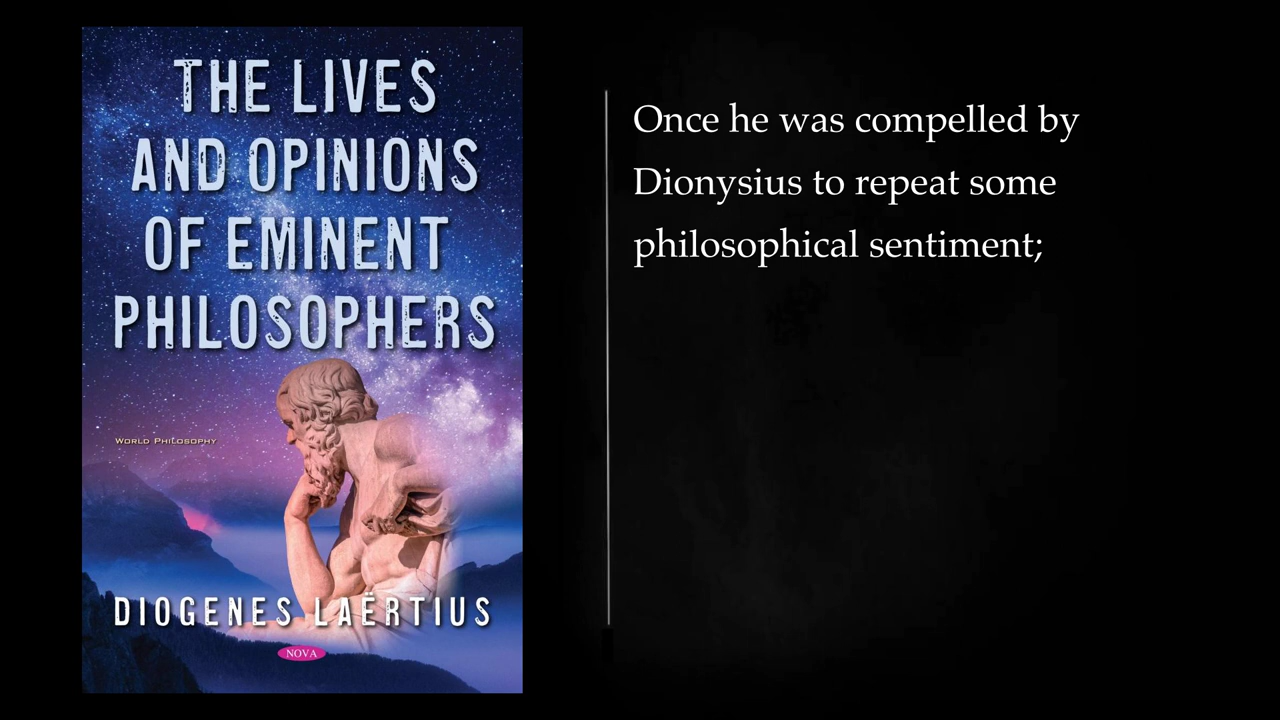 THE LIVES
AND OPINIONS
OF EMINENT
PHILOSOPHERS
WORLD PHILOSOPHY
DIOGENES LAËRTIUS
NOVA
Once he was compelled by
Dionysius to repeat some
philosophical sentiment;